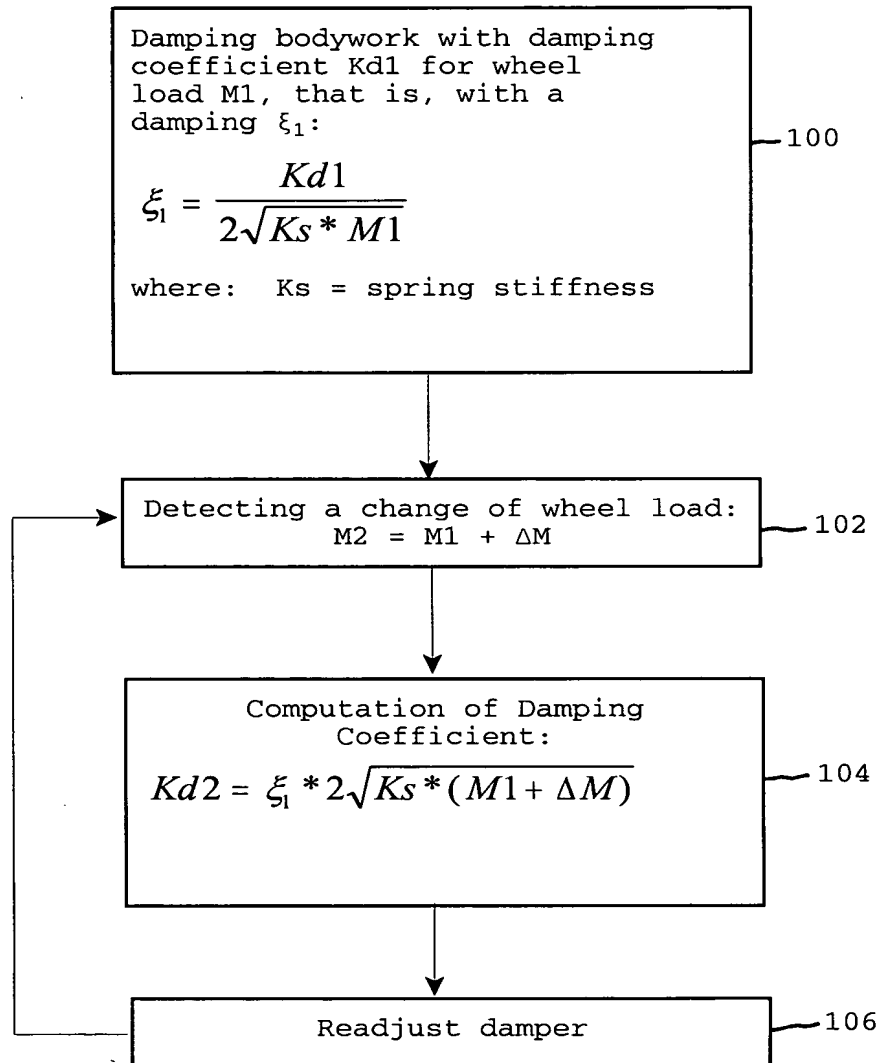 Damping bodywork with damping
coefficient Kd1 for wheel
load M1, that is, with a
damping ξ₁:
ξ₁ = Kd1 / 2√(Ks * M1)
where: Ks = spring stiffness
100
Detecting a change of wheel load:
M2 = M1 + ΔM
102
Computation of Damping
Coefficient:
Kd2 = ξ₁ * 2√(Ks * (M1 + ΔM))
104
Readjust damper
106